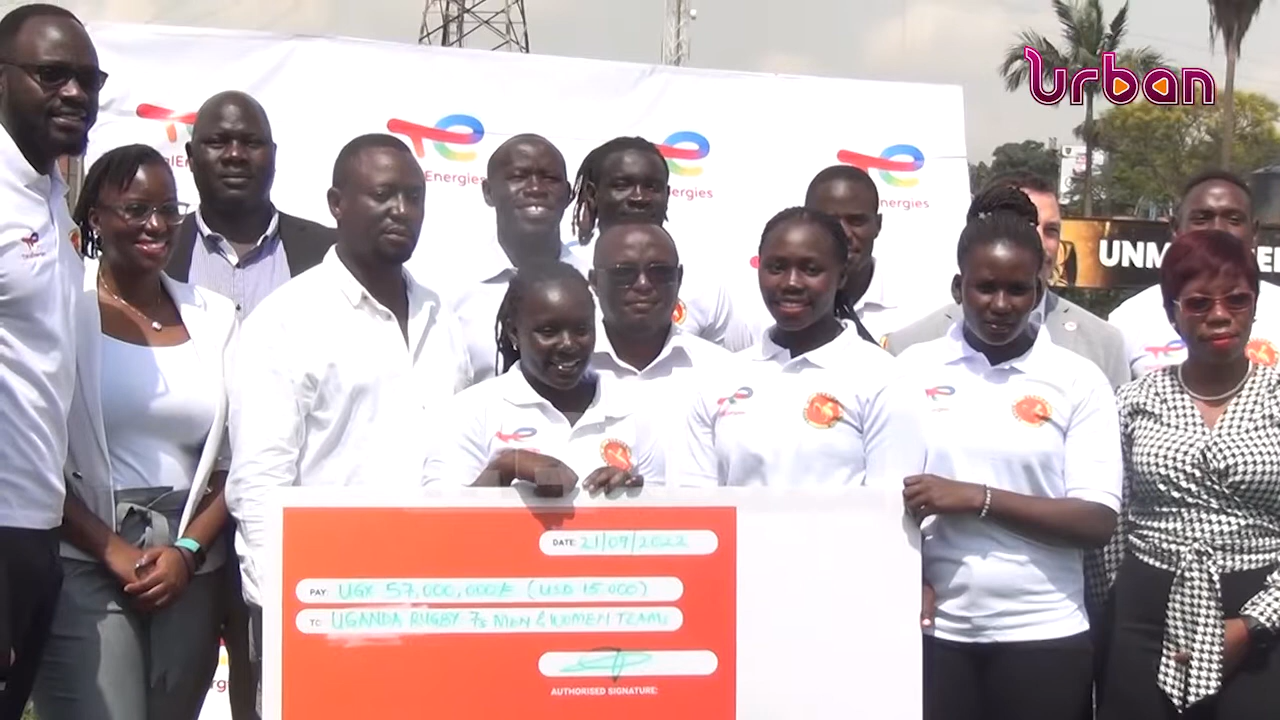 urban
alEnergies
Energies
Energies
Energies
UNM
DATE: 21/09/2022
PAY: UGX 57,000,000/= (USD 15,000)
TO: UGANDA RUGBY 7s MEN & WOMEN TEAMS
AUTHORISED SIGNATURE: